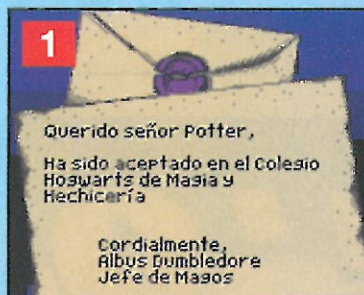 1
Querido señor Potter,
Ha sido aceptado en el Colegio
Hogwarts de Magia y
Hechicería
Cordialmente,
Albus Dumbledore
Jefe de Magos